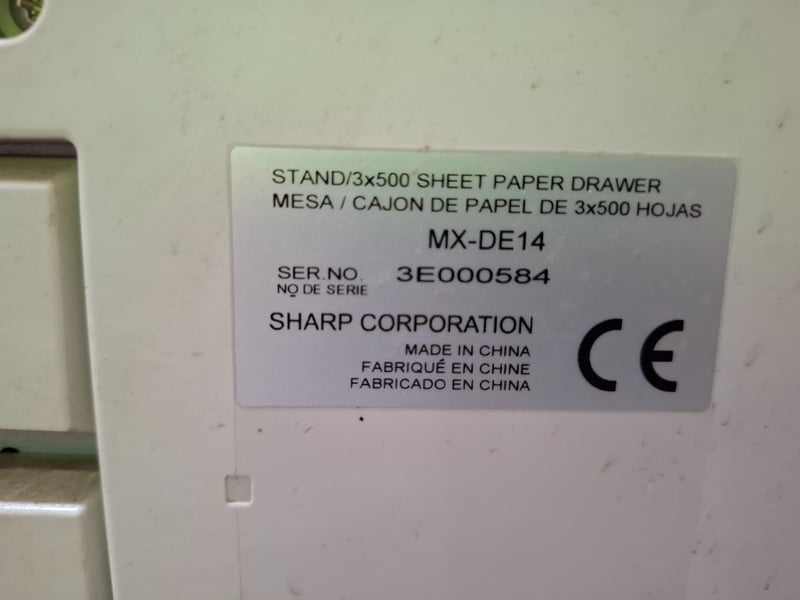 STAND/3x500 SHEET PAPER DRAWER
MESA / CAJON DE PAPEL DE 3x500 HOJAS
MX-DE14
SER.NO. 3E000584
NO DE SERIE
SHARP CORPORATION
MADE IN CHINA
FABRIQUÉ EN CHINE
FABRICADO EN CHINA
CE